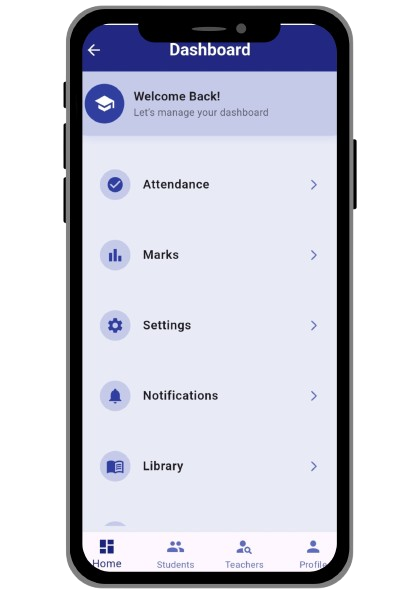 Dashboard
Welcome Back!
Let's manage your dashboard
Attendance
Marks
Settings
Notifications
Library
Home
Students
Teachers
Profile